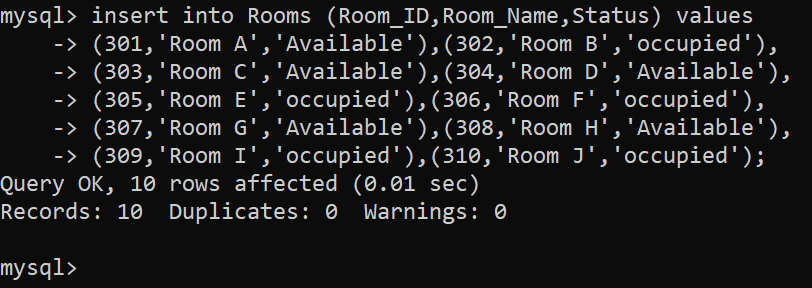 mysql> insert into Rooms (Room_ID,Room_Name,Status) values
    -> (301,'Room A','Available'),(302,'Room B','occupied'),
    -> (303,'Room C','Available'),(304,'Room D','Available'),
    -> (305,'Room E','occupied'),(306,'Room F','occupied'),
    -> (307,'Room G','Available'),(308,'Room H','Available'),
    -> (309,'Room I','occupied'),(310,'Room J','occupied');
Query OK, 10 rows affected (0.01 sec)
Records: 10  Duplicates: 0  Warnings: 0

mysql>